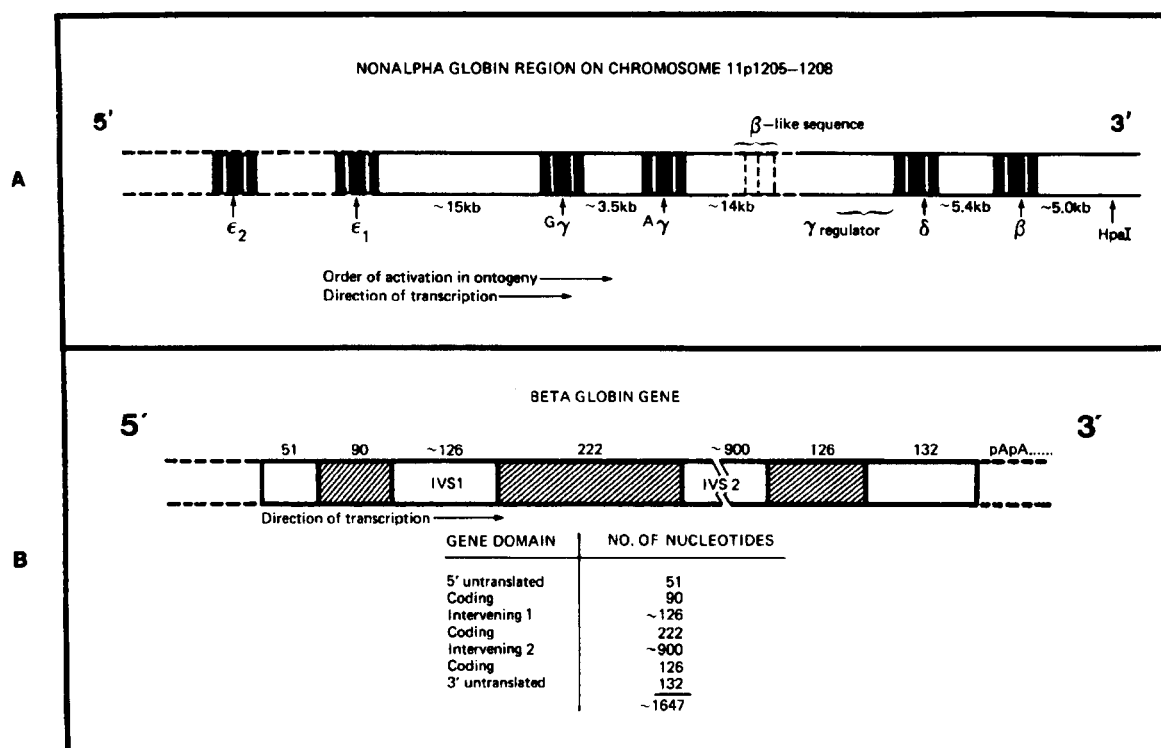 A
NONALPHA GLOBIN REGION ON CHROMOSOME 11p1205–1208
5' 3'
β–like sequence
~15kb ~3.5kb ~14kb ~5.4kb ~5.0kb
ε2 ε1 Gγ Aγ γ regulator δ β HpaI
Order of activation in ontogeny
Direction of transcription
B
BETA GLOBIN GENE
5' 3'
51 90 ~126 222 ~900 126 132 pApA......
IVS1 IVS 2
Direction of transcription
GENE DOMAIN NO. OF NUCLEOTIDES
5' untranslated 51
Coding 90
Intervening 1 ~126
Coding 222
Intervening 2 ~900
Coding 126
3' untranslated 132
~1647